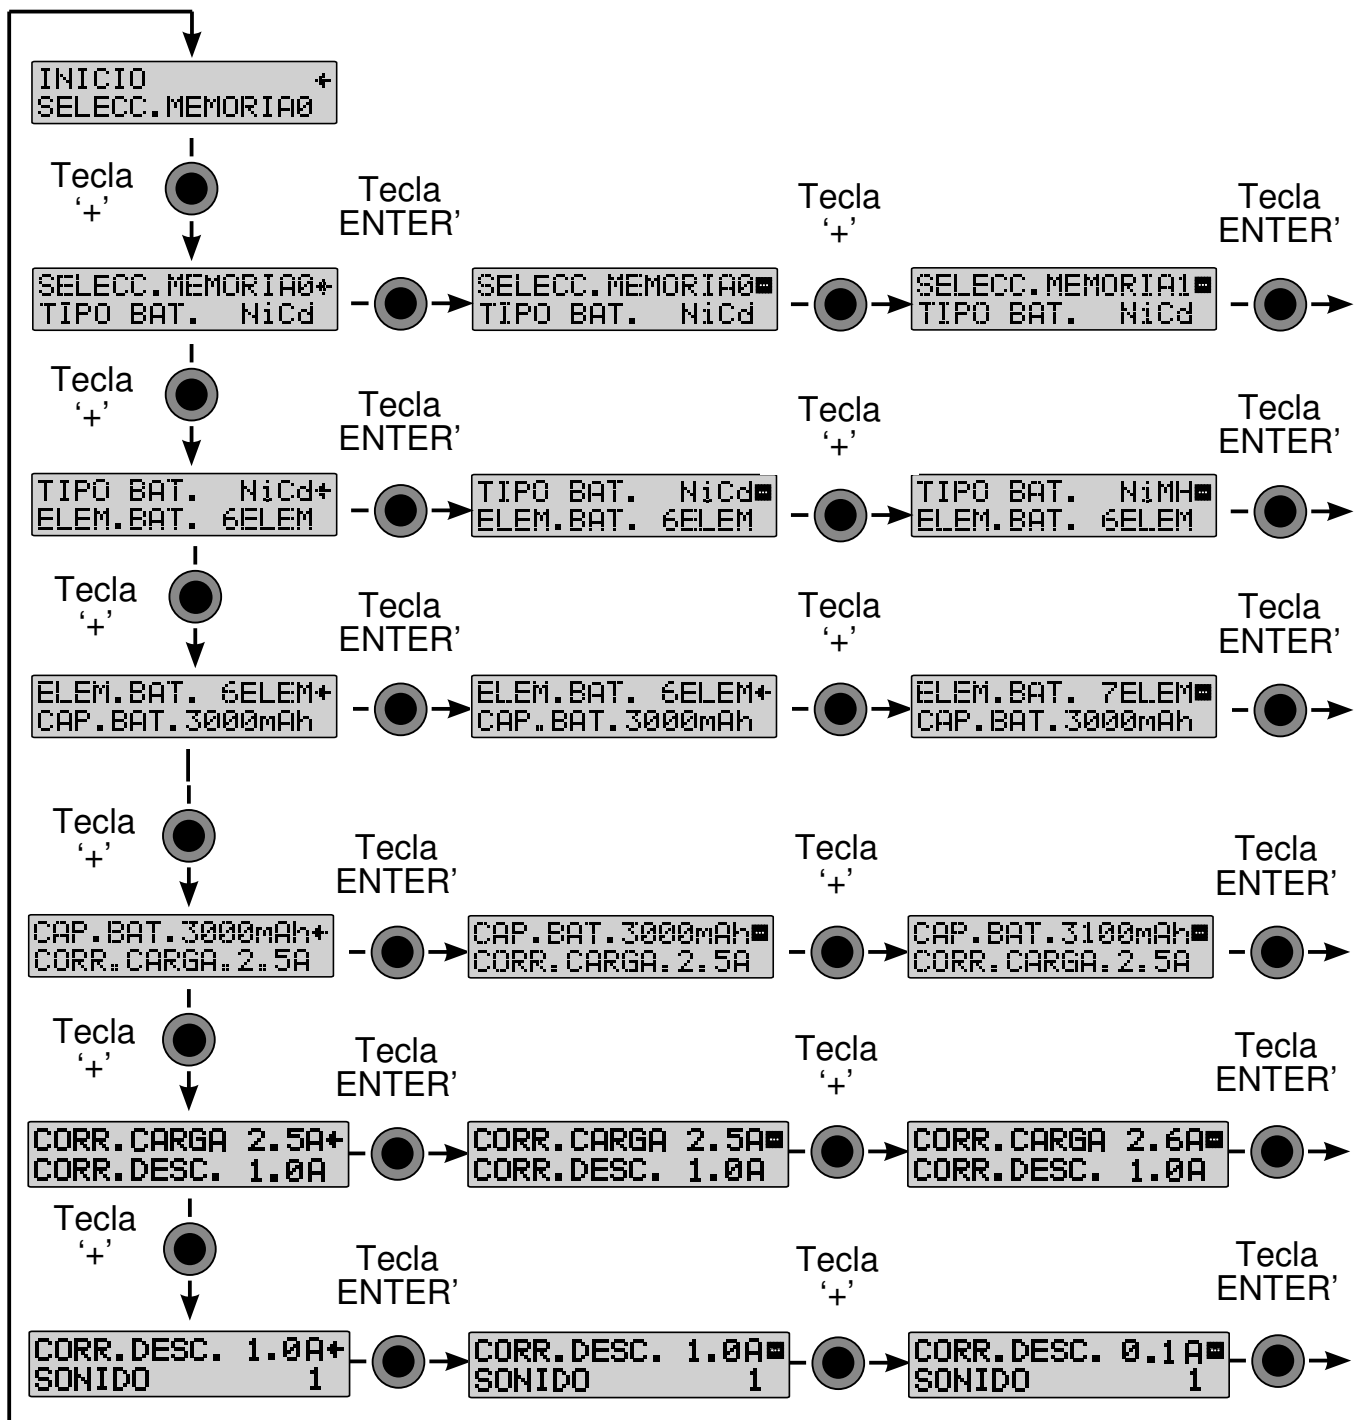 INICIO
SELECC.MEMORIA0
Tecla
‘+’
Tecla
ENTER’
Tecla
‘+’
Tecla
ENTER’
SELECC.MEMORIA0
TIPO BAT. NiCd
SELECC.MEMORIA0
TIPO BAT. NiCd
SELECC.MEMORIA1
TIPO BAT. NiCd
Tecla
‘+’
Tecla
ENTER’
Tecla
‘+’
Tecla
ENTER’
TIPO BAT. NiCd
ELEM.BAT. 6ELEM
TIPO BAT. NiCd
ELEM.BAT. 6ELEM
TIPO BAT. NiMH
ELEM.BAT. 6ELEM
Tecla
‘+’
Tecla
ENTER’
Tecla
‘+’
Tecla
ENTER’
ELEM.BAT. 6ELEM
CAP.BAT.3000mAh
ELEM.BAT. 6ELEM
CAP.BAT.3000mAh
ELEM.BAT. 7ELEM
CAP.BAT.3000mAh
Tecla
‘+’
Tecla
ENTER’
Tecla
‘+’
Tecla
ENTER’
CAP.BAT.3000mAh
CORR.CARGA.2.5A
CAP.BAT.3000mAh
CORR.CARGA.2.5A
CAP.BAT.3100mAh
CORR.CARGA.2.5A
Tecla
‘+’
Tecla
ENTER’
Tecla
‘+’
Tecla
ENTER’
CORR.CARGA 2.5A
CORR.DESC. 1.0A
CORR.CARGA 2.5A
CORR.DESC. 1.0A
CORR.CARGA 2.6A
CORR.DESC. 1.0A
Tecla
‘+’
Tecla
ENTER’
Tecla
‘+’
Tecla
ENTER’
CORR.DESC. 1.0A
SONIDO 1
CORR.DESC. 1.0A
SONIDO 1
CORR.DESC. 0.1A
SONIDO 1